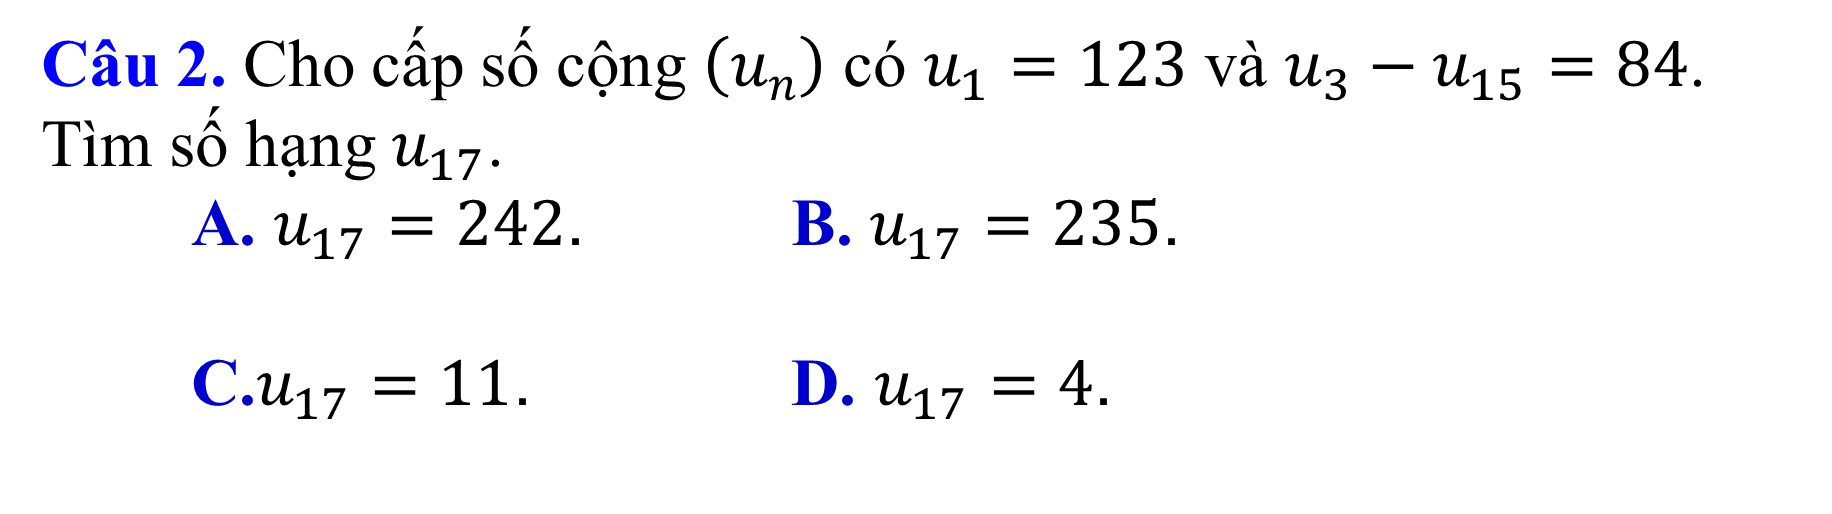 Câu 2. Cho cấp số cộng (uₙ) có u₁ = 123 và u₃ − u₁₅ = 84.
Tìm số hạng u₁₇.
A. u₁₇ = 242. B. u₁₇ = 235.
C.u₁₇ = 11. D. u₁₇ = 4.